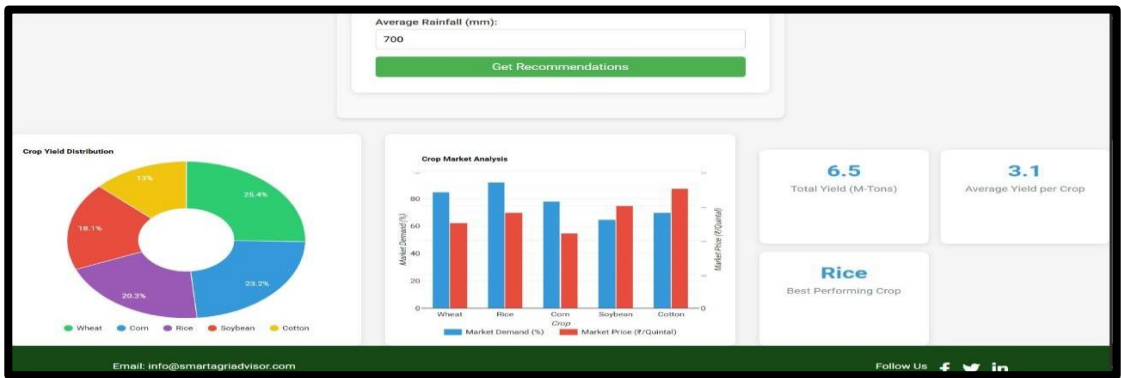 Average Rainfall (mm):
700
Get Recommendations
Crop Yield Distribution
13%
25.4%
18.1%
23.2%
20.3%
Wheat Corn Rice Soybean Cotton
Crop Market Analysis
80
60
40
20
0
0
Market Demand (%)
Market Price (₹/Quintal)
Wheat Rice Corn Soybean Cotton
Crop
Market Demand (%) Market Price (₹/Quintal)
6.5
Total Yield (M-Tons)
3.1
Average Yield per Crop
Rice
Best Performing Crop
Email: info@smartagriadvisor.com
Follow Us